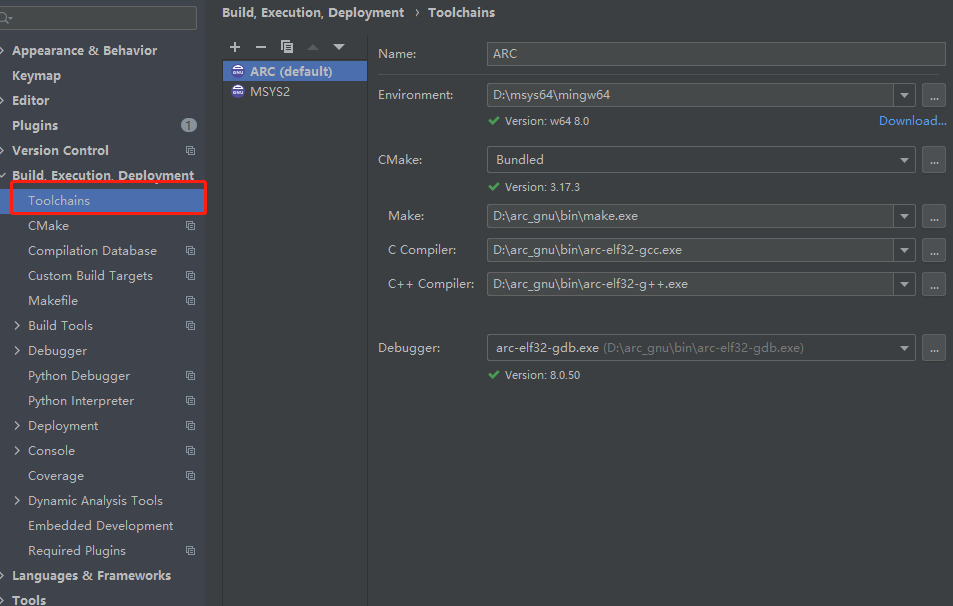 Build, Execution, Deployment › Toolchains
Appearance & Behavior
Keymap
Editor
Plugins 1
Version Control
Build, Execution, Deployment
Toolchains
CMake
Compilation Database
Custom Build Targets
Makefile
Build Tools
Debugger
Python Debugger
Python Interpreter
Deployment
Console
Coverage
Dynamic Analysis Tools
Embedded Development
Required Plugins
Languages & Frameworks
Tools
ARC (default)
MSYS2
Name: ARC
Environment: D:\msys64\mingw64 ...
Version: w64 8.0 Download...
CMake: Bundled ...
Version: 3.17.3
Make: D:\arc_gnu\bin\make.exe ...
C Compiler: D:\arc_gnu\bin\arc-elf32-gcc.exe ...
C++ Compiler: D:\arc_gnu\bin\arc-elf32-g++.exe ...
Debugger: arc-elf32-gdb.exe (D:\arc_gnu\bin\arc-elf32-gdb.exe) ...
Version: 8.0.50